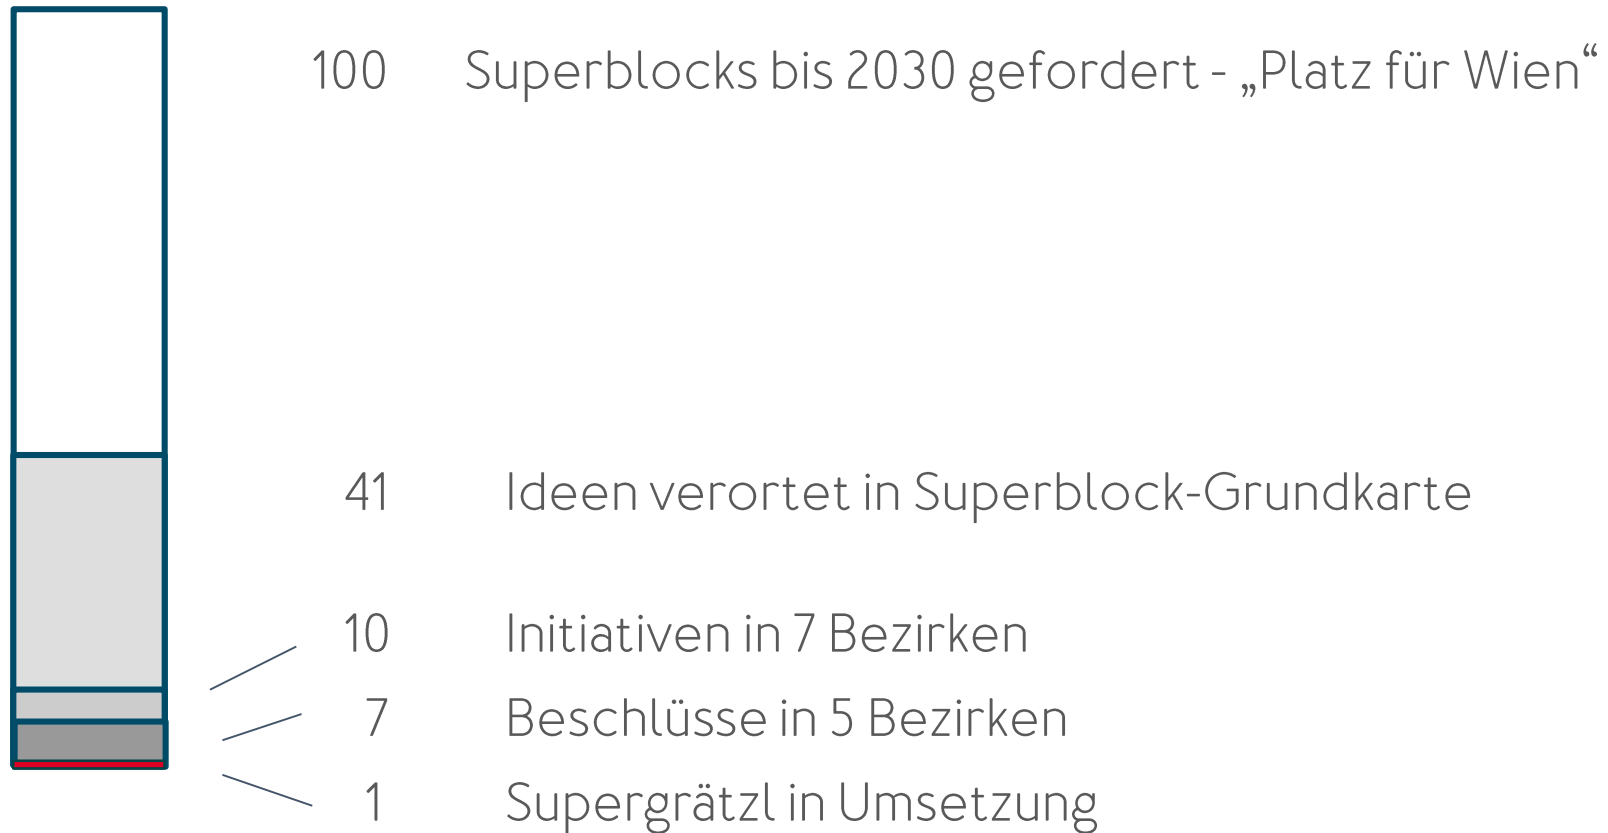 100 Superblocks bis 2030 gefordert - „Platz für Wien“
41 Ideen verortet in Superblock-Grundkarte
10 Initiativen in 7 Bezirken
7 Beschlüsse in 5 Bezirken
1 Supergrätzl in Umsetzung